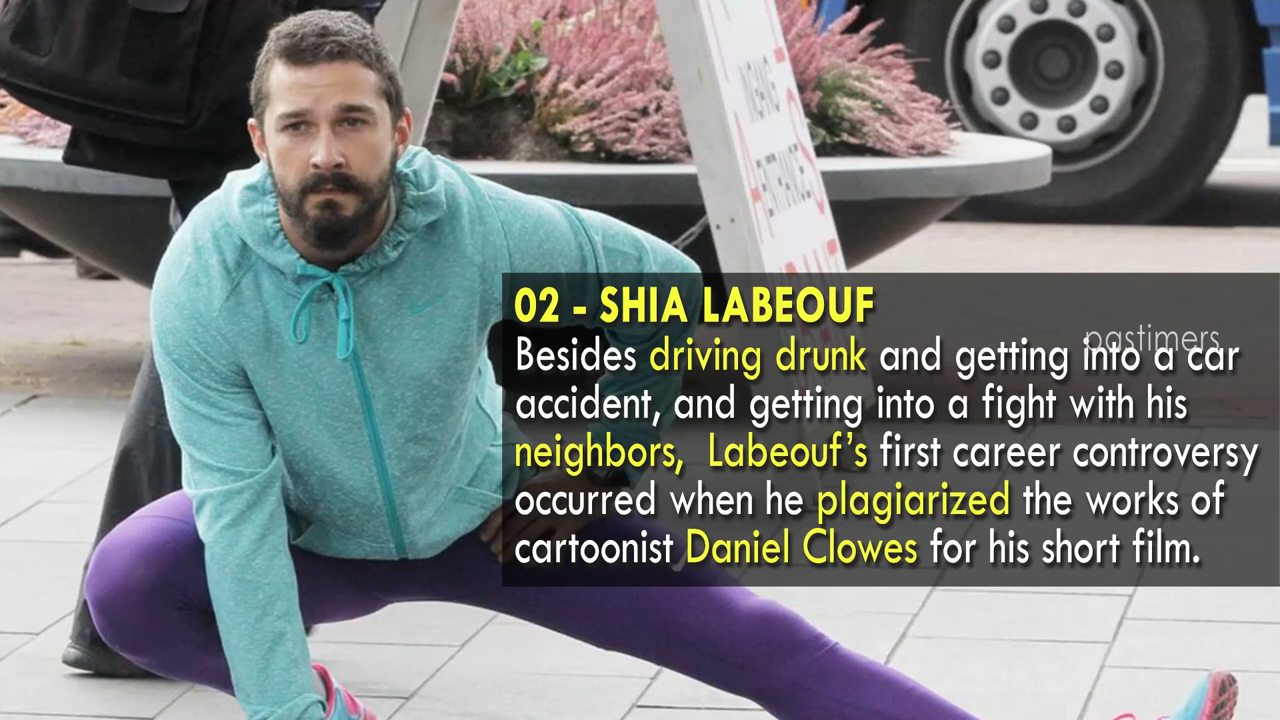 02 - SHIA LABEOUF
pastimers
Besides driving drunk and getting into a car
accident, and getting into a fight with his
neighbors, Labeouf's first career controversy
occurred when he plagiarized the works of
cartoonist Daniel Clowes for his short film.